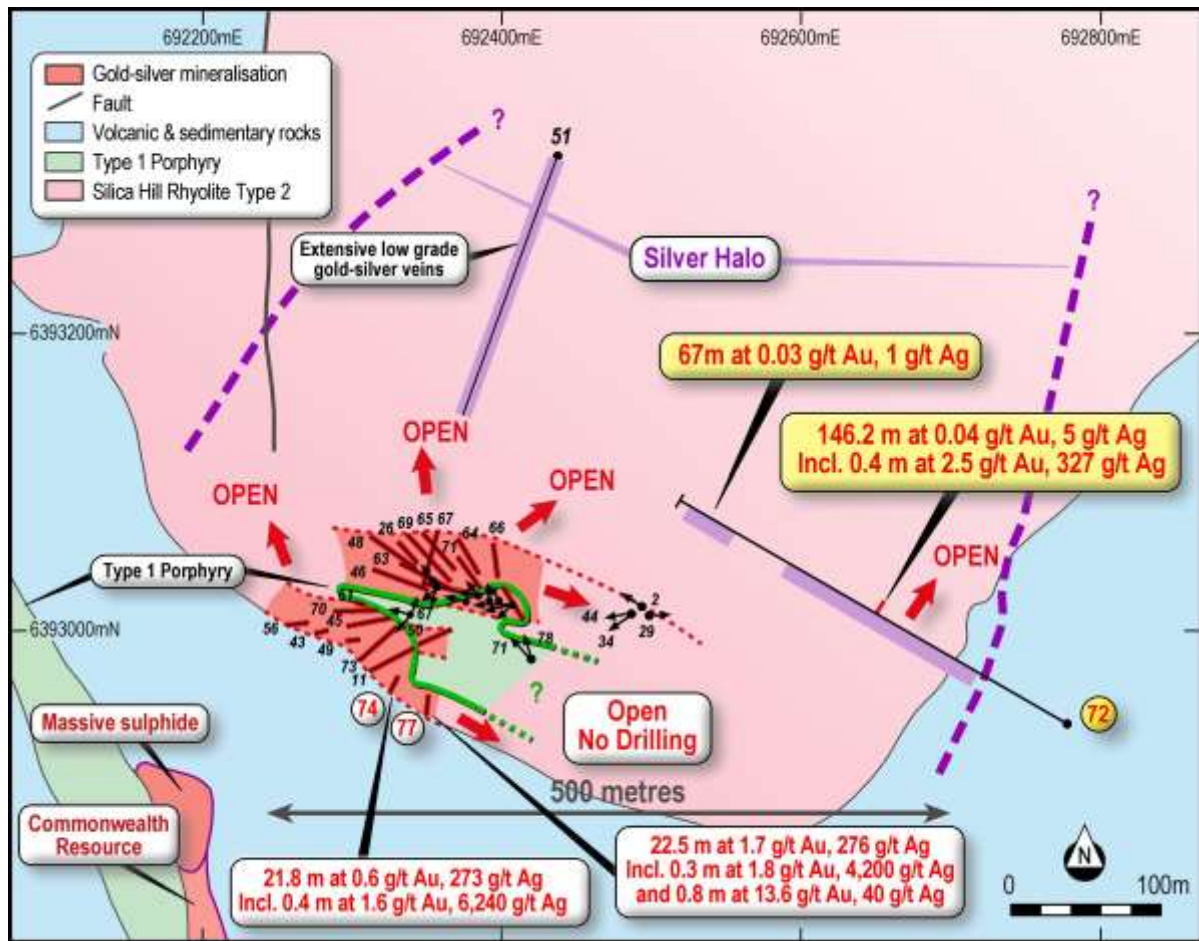 692200mE
692400mE
692600mE
692800mE
Gold-silver mineralisation
Fault
Volcanic & sedimentary rocks
Type 1 Porphyry
Silica Hill Rhyolite Type 2
?
51
?
Extensive low grade
gold-silver veins
Silver Halo
6393200mN
67m at 0.03 g/t Au, 1 g/t Ag
146.2 m at 0.04 g/t Au, 5 g/t Ag
Incl. 0.4 m at 2.5 g/t Au, 327 g/t Ag
OPEN
OPEN
OPEN
OPEN
48
26
69
65
67
71
64
66
63
46
Type 1 Porphyry
61
70
45
67
50
56
43
49
73
11
44
34
2
29
71
78
6393000mN
?
74
77
72
Massive sulphide
Open
No Drilling
500 metres
Commonwealth
Resource
21.8 m at 0.6 g/t Au, 273 g/t Ag
Incl. 0.4 m at 1.6 g/t Au, 6,240 g/t Ag
22.5 m at 1.7 g/t Au, 276 g/t Ag
Incl. 0.3 m at 1.8 g/t Au, 4,200 g/t Ag
and 0.8 m at 13.6 g/t Au, 40 g/t Ag
N
0
100m